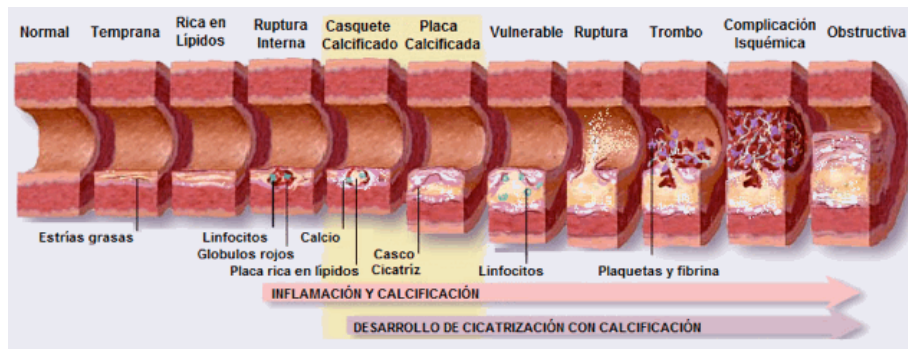 Normal
Temprana
Rica en
Lípidos
Ruptura
Interna
Casquete
Calcificado
Placa
Calcificada
Vulnerable
Ruptura
Trombo
Complicación
Isquémica
Obstructiva
Estrías grasas
Linfocitos
Globulos rojos
Calcio
Placa rica en lípidos
Casco
Cicatríz
Linfocitos
Plaquetas y fibrina
INFLAMACIÓN Y CALCIFICACIÓN
DESARROLLO DE CICATRIZACIÓN CON CALCIFICACIÓN